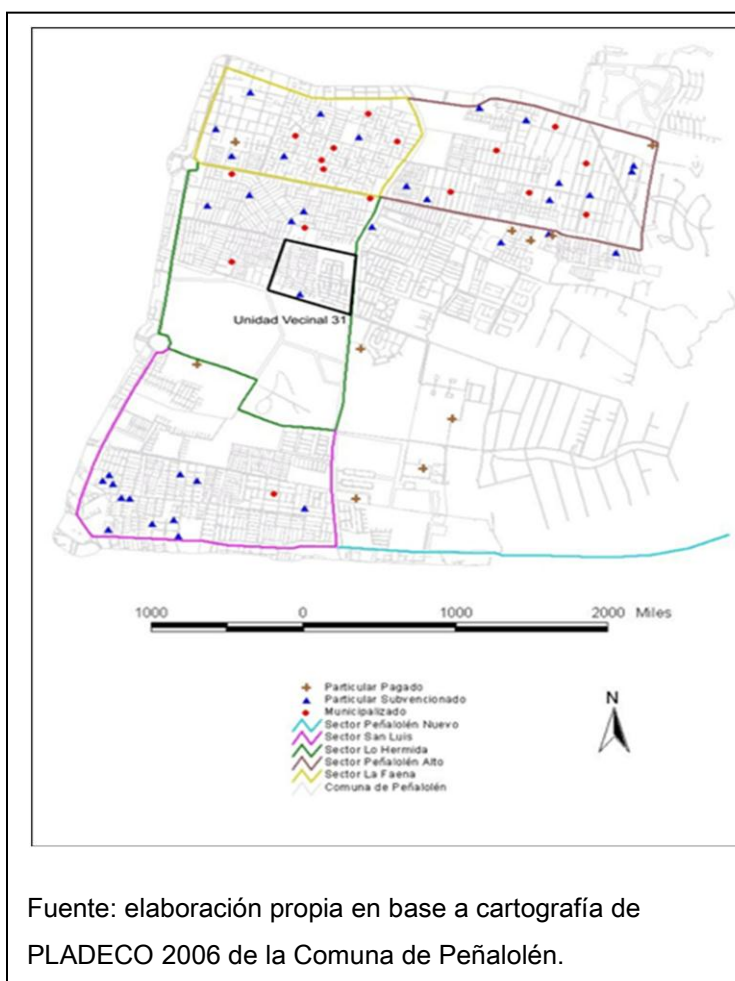 Unidad Vecinal 31
1000 0 1000 2000 Miles
Particular Pagado
Particular Subvencionado
Municipalizado
Sector Peñalolén Nuevo
Sector San Luis
Sector Lo Hermida
Sector Peñalolén Alto
Sector La Faena
Comuna de Peñalolén
N
Fuente: elaboración propia en base a cartografía de
PLADECO 2006 de la Comuna de Peñalolén.